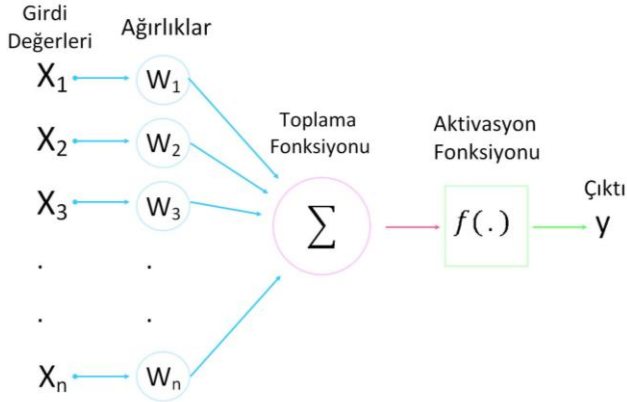 Girdi
Değerleri
Ağırlıklar
X₁
W₁
X₂
W₂
X₃
W₃
.
.
.
.
Xₙ
Wₙ
Toplama
Fonksiyonu
∑
Aktivasyon
Fonksiyonu
f(.)
Çıktı
y